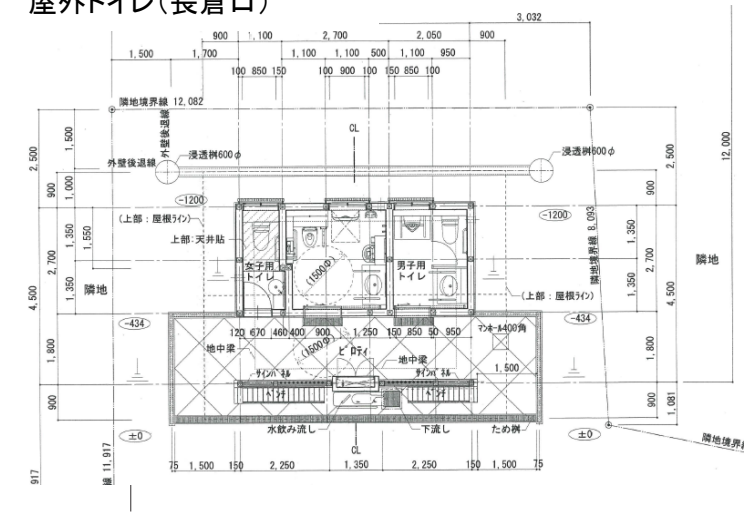 屋外トイレ（長倉口）
3,032
900 1,100 2,700 2,050 900
1,500 1,700 1,100 1,100 500 1,100 950
100 850 150 100 900 100 150 850 100
隣地境界線 12,082
CL
外壁後退線
外壁後退線
浸透桝600φ
浸透桝600φ
2,500
1,500
1,000
900
2,500
900
12,000
-1200
-1200
(上部：屋根ライン)
上部:天井貼
女子用
トイレ
(1500Φ)
男子用
トイレ
隣地境界線 8,093
隣地
隣地
4,500
2,700
1,350
1,350
1,550
1,350
1,350
2,700
4,500
(上部：屋根ライン)
-434
-434
120 670 460 400 900 1,250 150 850 50 950
マンホール400角
地中梁
(1500Φ)
ピロティ
地中梁
1,800
1,800
サインパネル
サインパネル
1,500
ベンチ
ベンチ
900
900
1,081
水飲み流し
下流し
ため桝
±0
±0
CL
隣地境界線
75 1,500 150 2,250 1,350 2,250 150 1,500 75
917
線 11,917